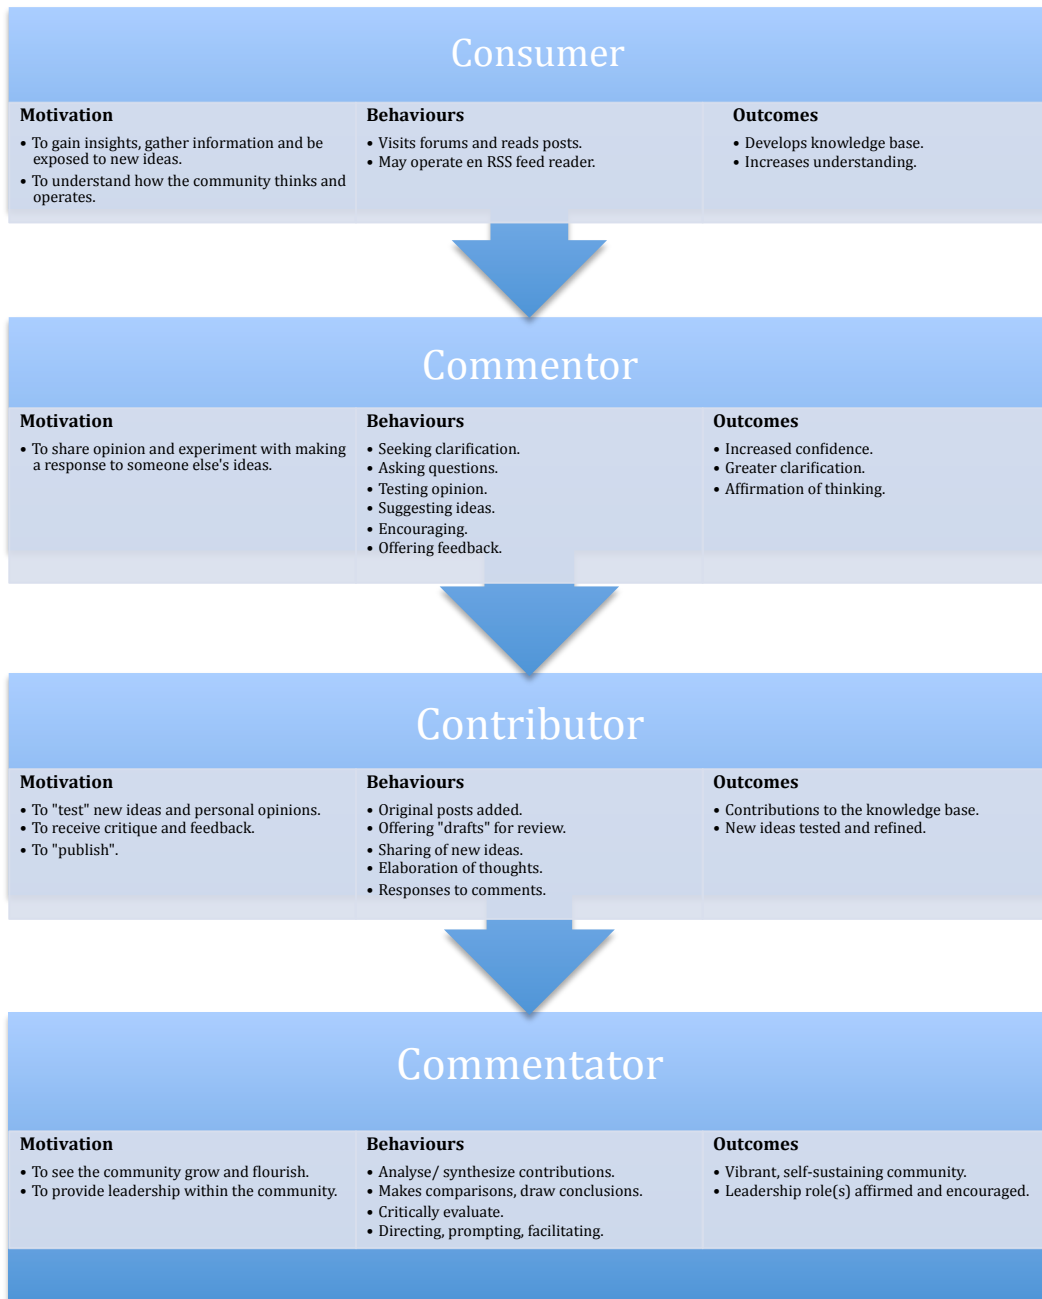 Consumer
Motivation
• To gain insights, gather information and be
exposed to new ideas.
• To understand how the community thinks and
operates.
Behaviours
• Visits forums and reads posts.
• May operate en RSS feed reader.
Outcomes
• Develops knowledge base.
• Increases understanding.
Commentor
Motivation
• To share opinion and experiment with making
a response to someone else's ideas.
Behaviours
• Seeking clarification.
• Asking questions.
• Testing opinion.
• Suggesting ideas.
• Encouraging.
• Offering feedback.
Outcomes
• Increased confidence.
• Greater clarification.
• Affirmation of thinking.
Contributor
Motivation
• To "test" new ideas and personal opinions.
• To receive critique and feedback.
• To "publish".
Behaviours
• Original posts added.
• Offering "drafts" for review.
• Sharing of new ideas.
• Elaboration of thoughts.
• Responses to comments.
Outcomes
• Contributions to the knowledge base.
• New ideas tested and refined.
Commentator
Motivation
• To see the community grow and flourish.
• To provide leadership within the community.
Behaviours
• Analyse/ synthesize contributions.
• Makes comparisons, draw conclusions.
• Critically evaluate.
• Directing, prompting, facilitating.
Outcomes
• Vibrant, self-sustaining community.
• Leadership role(s) affirmed and encouraged.